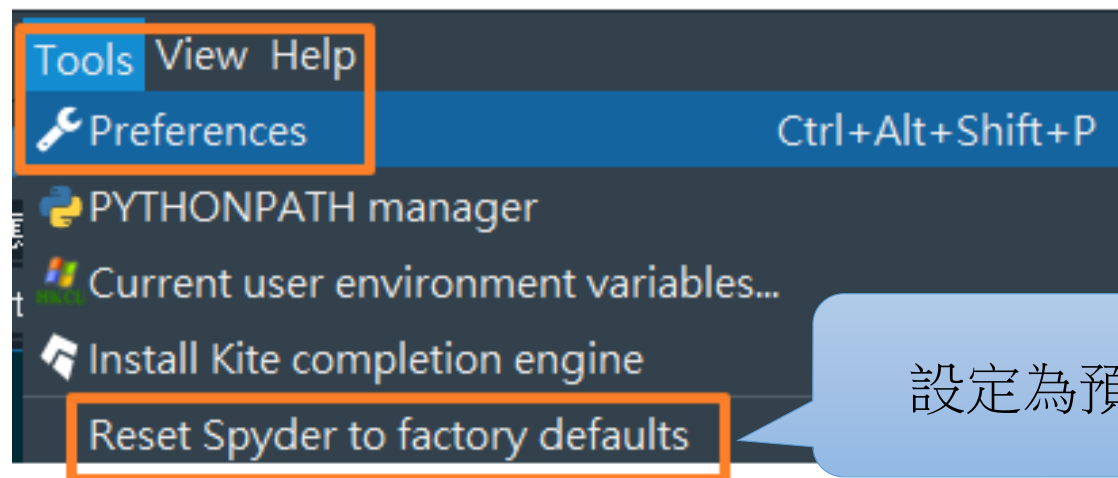 Tools View Help
Preferences Ctrl+Alt+Shift+P
PYTHONPATH manager
HKCU Current user environment variables...
Install Kite completion engine
Reset Spyder to factory defaults
設定為預